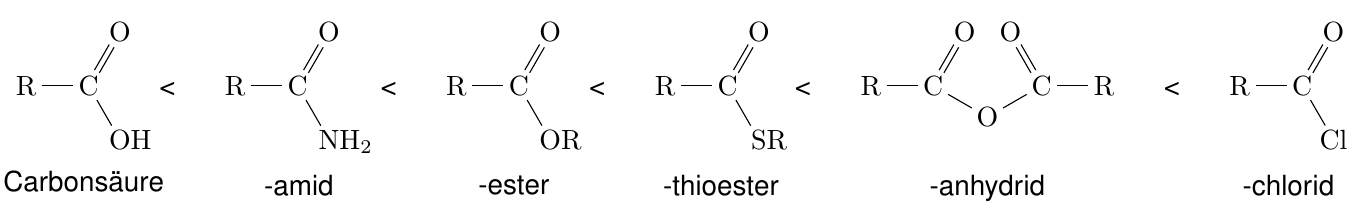 O O O O O O O
R C < R C < R C < R C < R C C R < R C
O
OH NH₂ OR SR Cl
Carbonsäure -amid -ester -thioester -anhydrid -chlorid